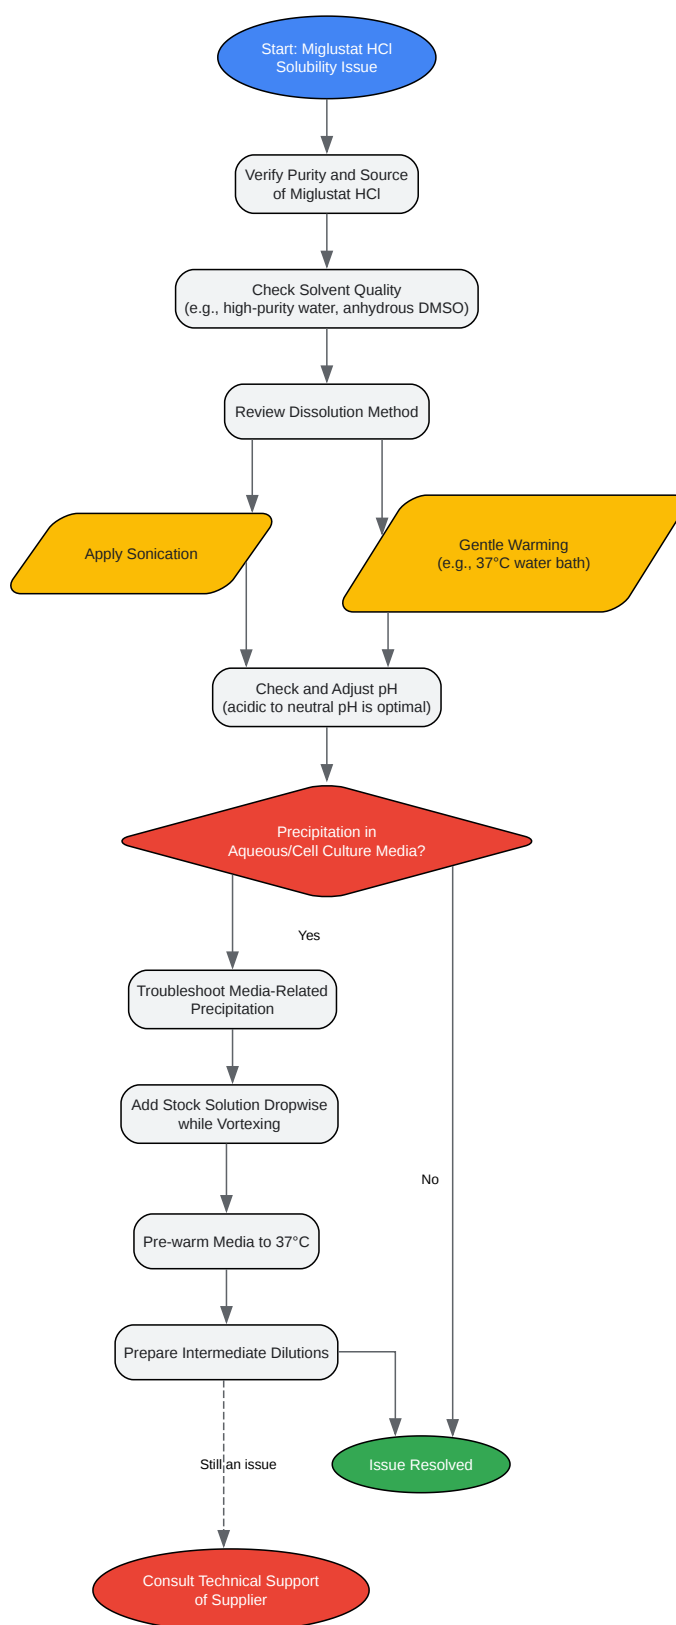 Start: Miglustat HCl
Solubility Issue
Verify Purity and Source
of Miglustat HCl
Check Solvent Quality
(e.g., high-purity water, anhydrous DMSO)
Review Dissolution Method
Apply Sonication
Gentle Warming
(e.g., 37°C water bath)
Check and Adjust pH
(acidic to neutral pH is optimal)
Precipitation in
Aqueous/Cell Culture Media?
Yes
Troubleshoot Media-Related
Precipitation
Add Stock Solution Dropwise
while Vortexing
No
Pre-warm Media to 37°C
Prepare Intermediate Dilutions
Still an issue
Issue Resolved
Consult Technical Support
of Supplier